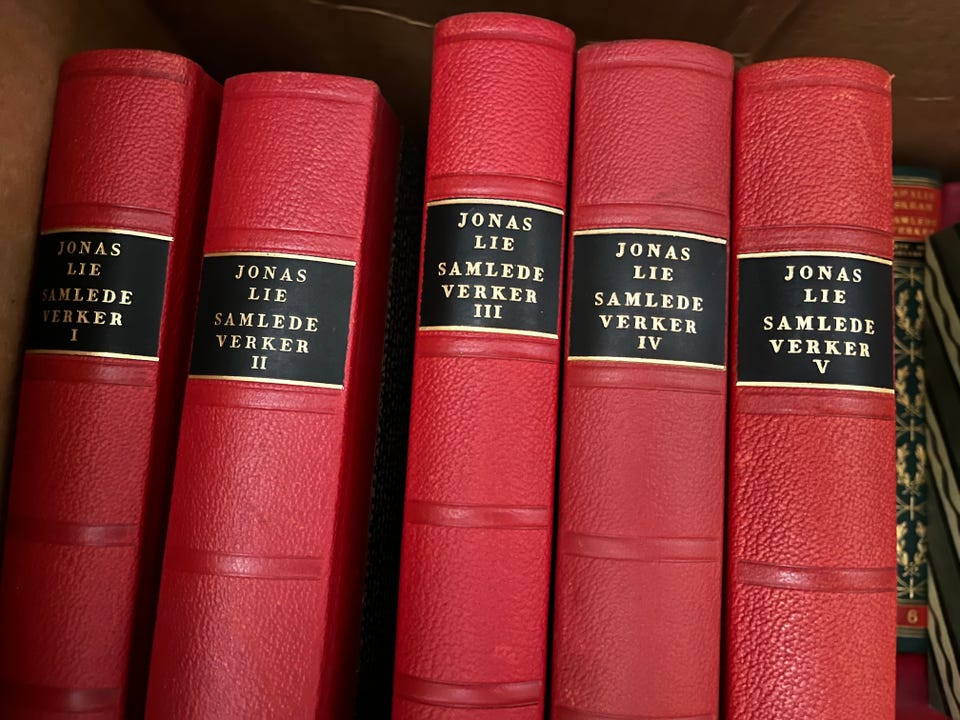 JONAS
LIE
SAMLEDE
VERKER
I
JONAS
LIE
SAMLEDE
VERKER
II
JONAS
LIE
SAMLEDE
VERKER
III
JONAS
LIE
SAMLEDE
VERKER
IV
JONAS
LIE
SAMLEDE
VERKER
V
6